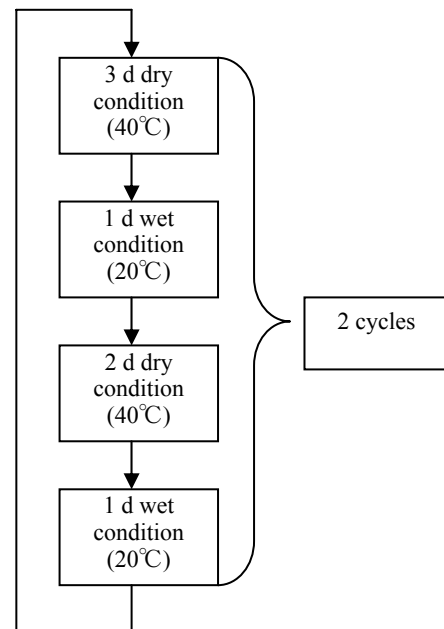 3 d dry
condition
(40℃)
1 d wet
condition
(20℃)
2 d dry
condition
(40℃)
1 d wet
condition
(20℃)
2 cycles